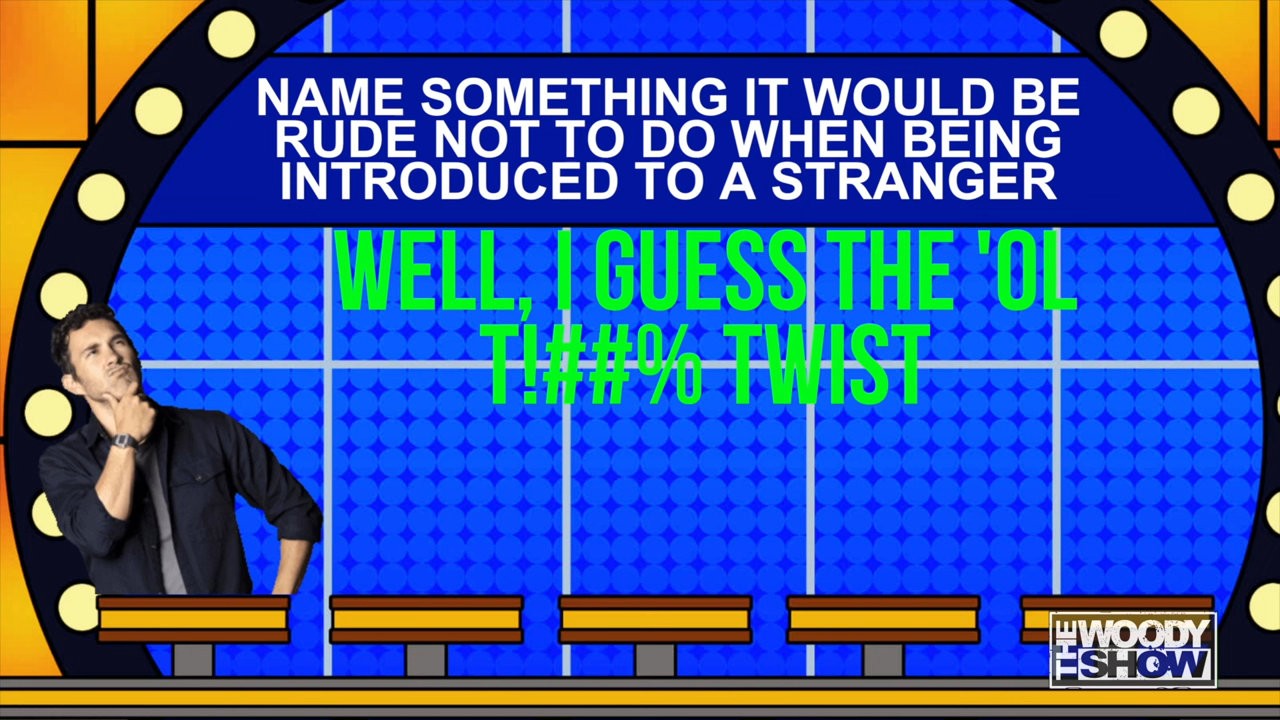 NAME SOMETHING IT WOULD BE
RUDE NOT TO DO WHEN BEING
INTRODUCED TO A STRANGER
WELL, I GUESS THE 'OL
T!##% TWIST
THE WOODY
SHOW